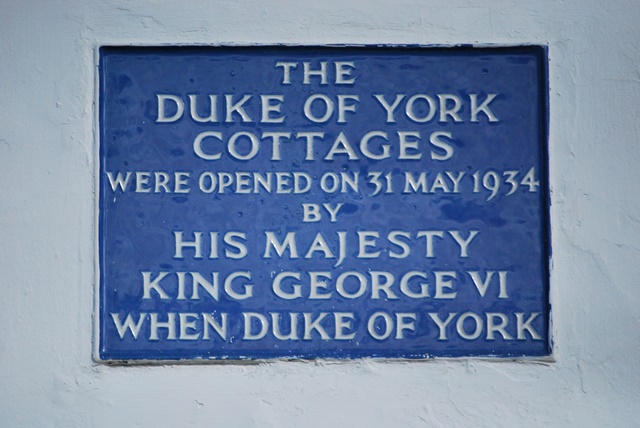 THE
DUKE OF YORK
COTTAGES
WERE OPENED ON 31 MAY 1934
BY
HIS MAJESTY
KING GEORGE VI
WHEN DUKE OF YORK